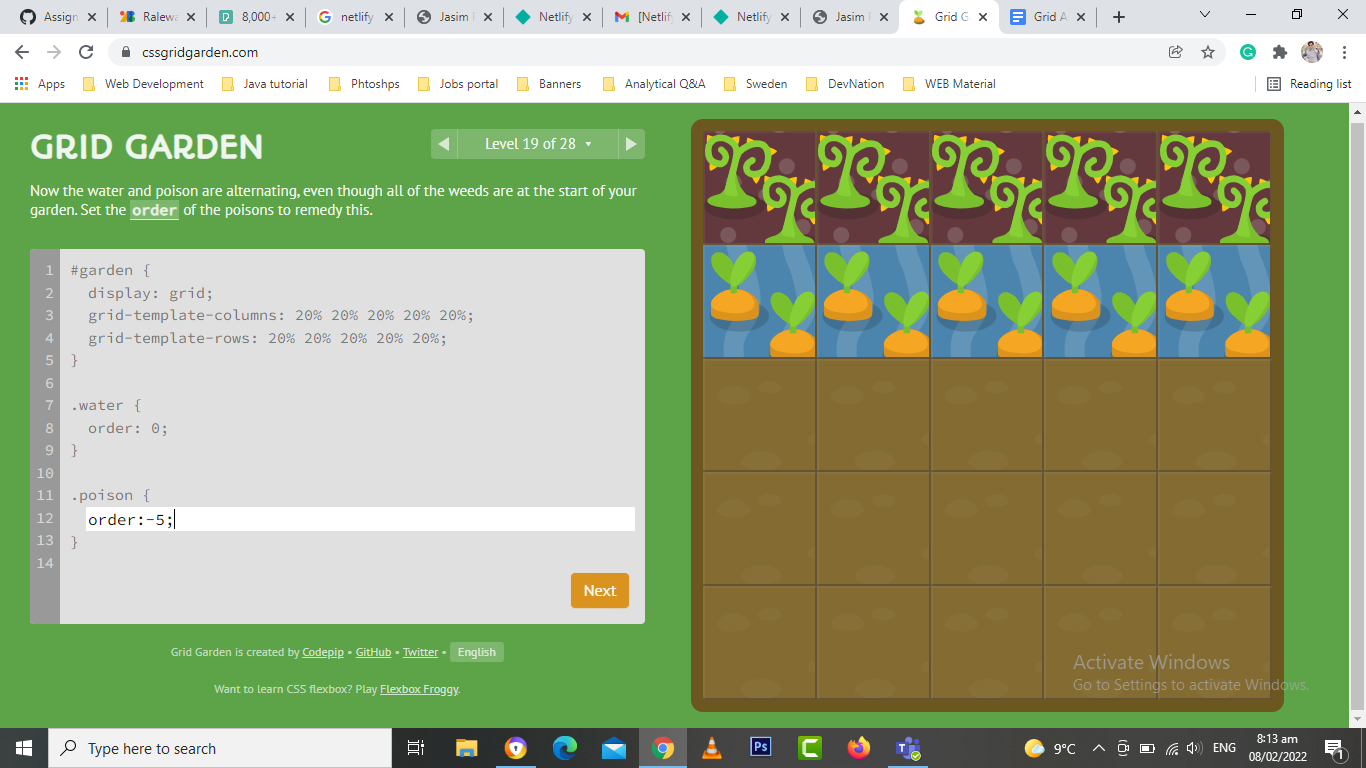 Assign
Ralewa
8,000+
netlify
Jasim
Netlify
[Netlif
Netlify
Jasim
Grid G
Grid A
cssgridgarden.com
Apps Web Development Java tutorial Phtoshps Jobs portal Banners Analytical Q&A Sweden DevNation WEB Material Reading list
GRID GARDEN
Level 19 of 28
Now the water and poison are alternating, even though all of the weeds are at the start of your
garden. Set the order of the poisons to remedy this.
1 #garden {
2 display: grid;
3 grid-template-columns: 20% 20% 20% 20% 20%;
4 grid-template-rows: 20% 20% 20% 20% 20%;
5 }
6
7 .water {
8 order: 0;
9 }
10
11 .poison {
12 order:-5;
13 }
14
Next
Grid Garden is created by Codepip • GitHub • Twitter • English
Want to learn CSS flexbox? Play Flexbox Froggy.
Activate Windows
Go to Settings to activate Windows.
Type here to search
Ps
9°C
ENG
8:13 am
08/02/2022
1